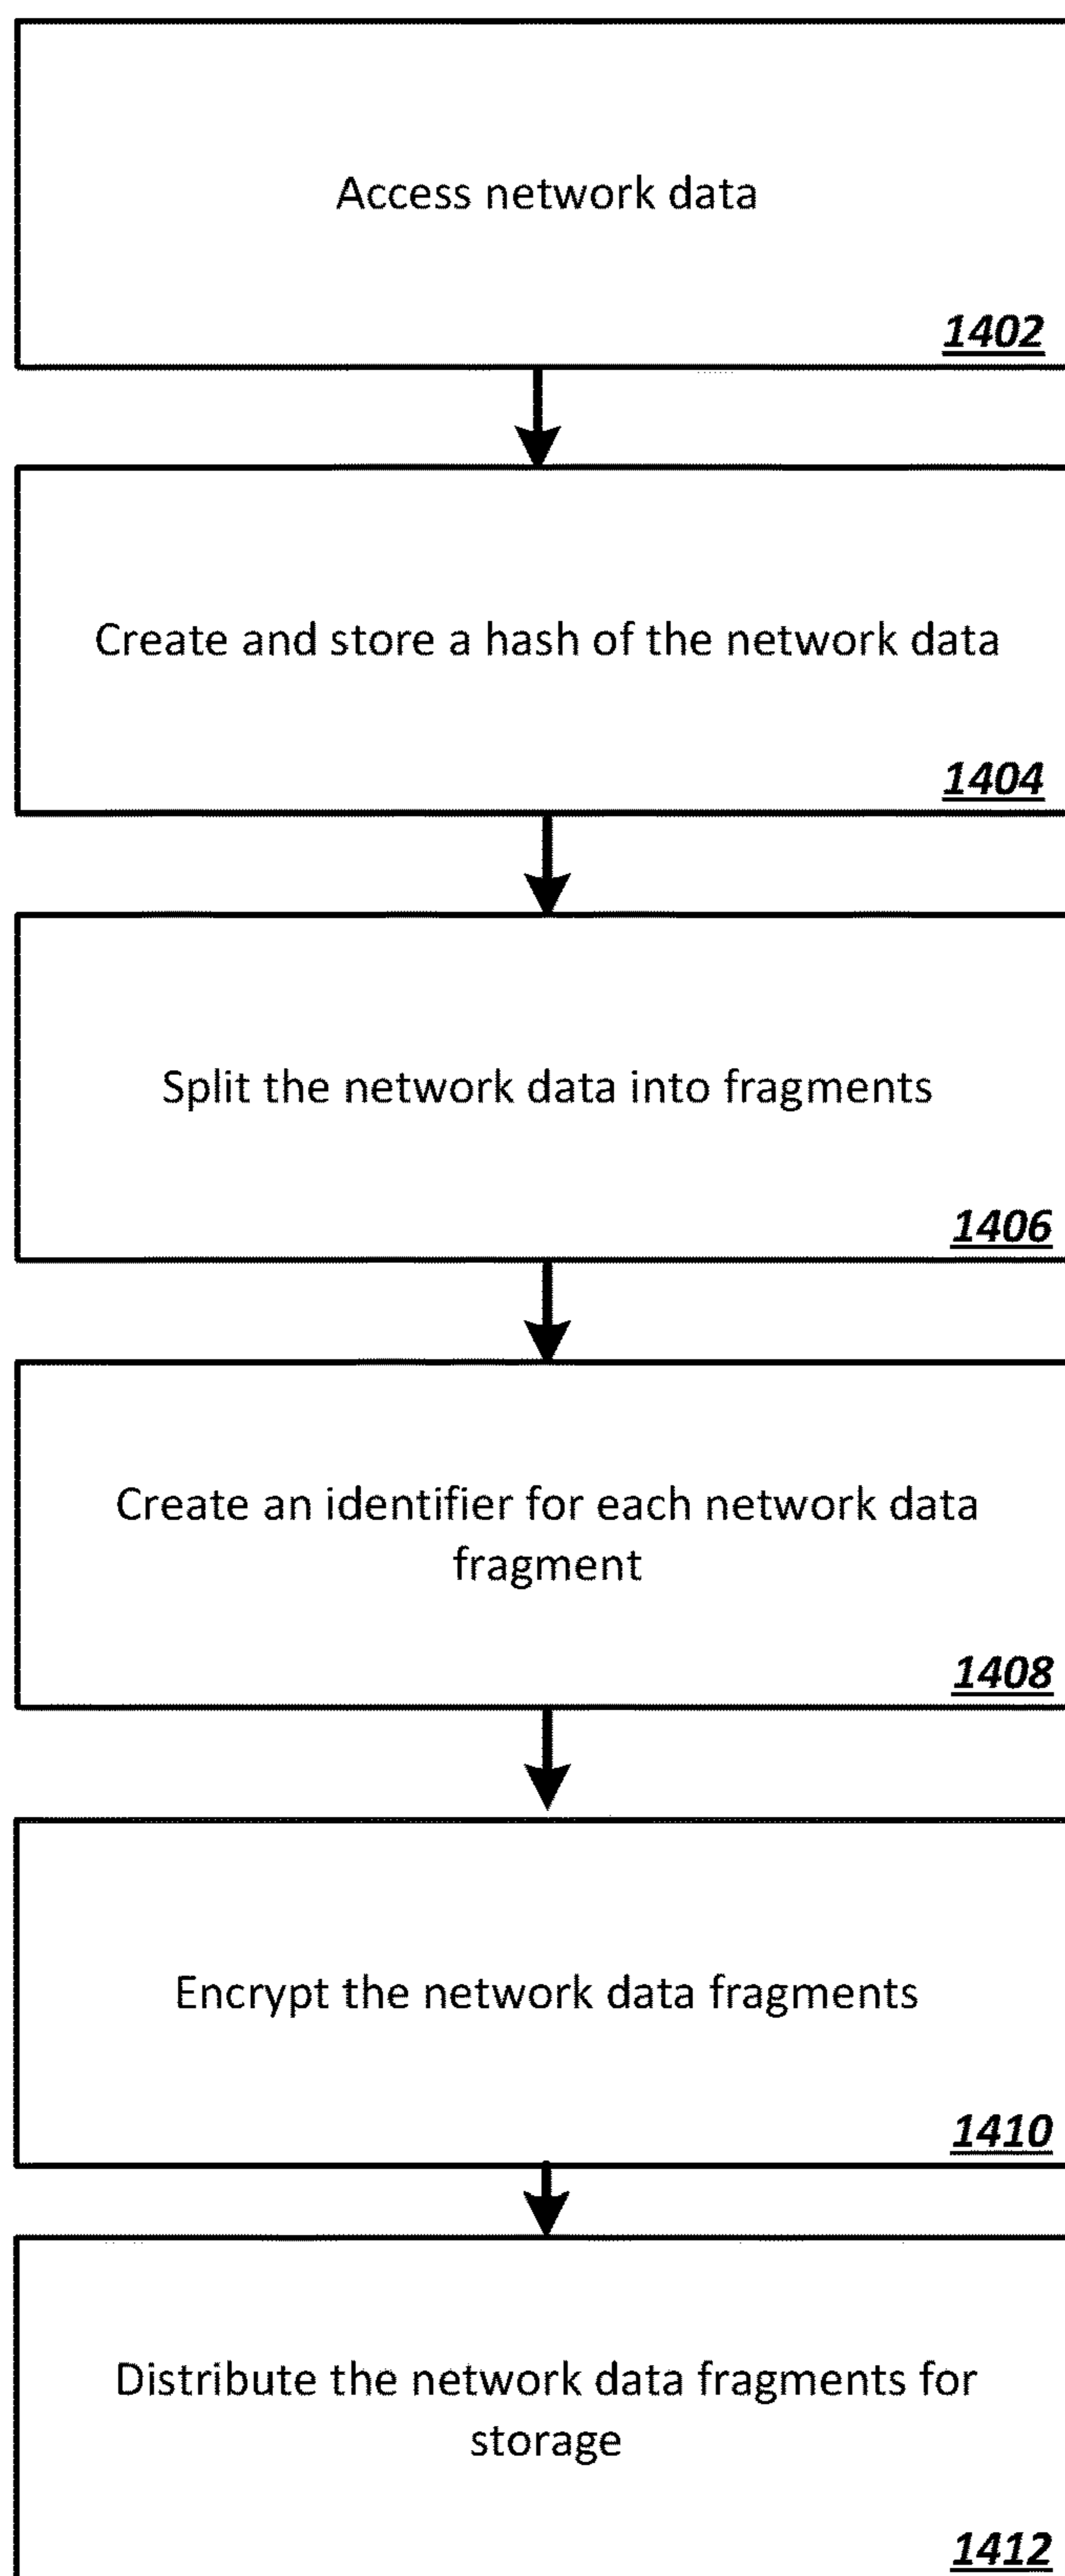 Access network data
1402
Create and store a hash of the network data
1404
Split the network data into fragments
1406
Create an identifier for each network data
fragment
1408
Encrypt the network data fragments
1410
Distribute the network data fragments for
storage
1412